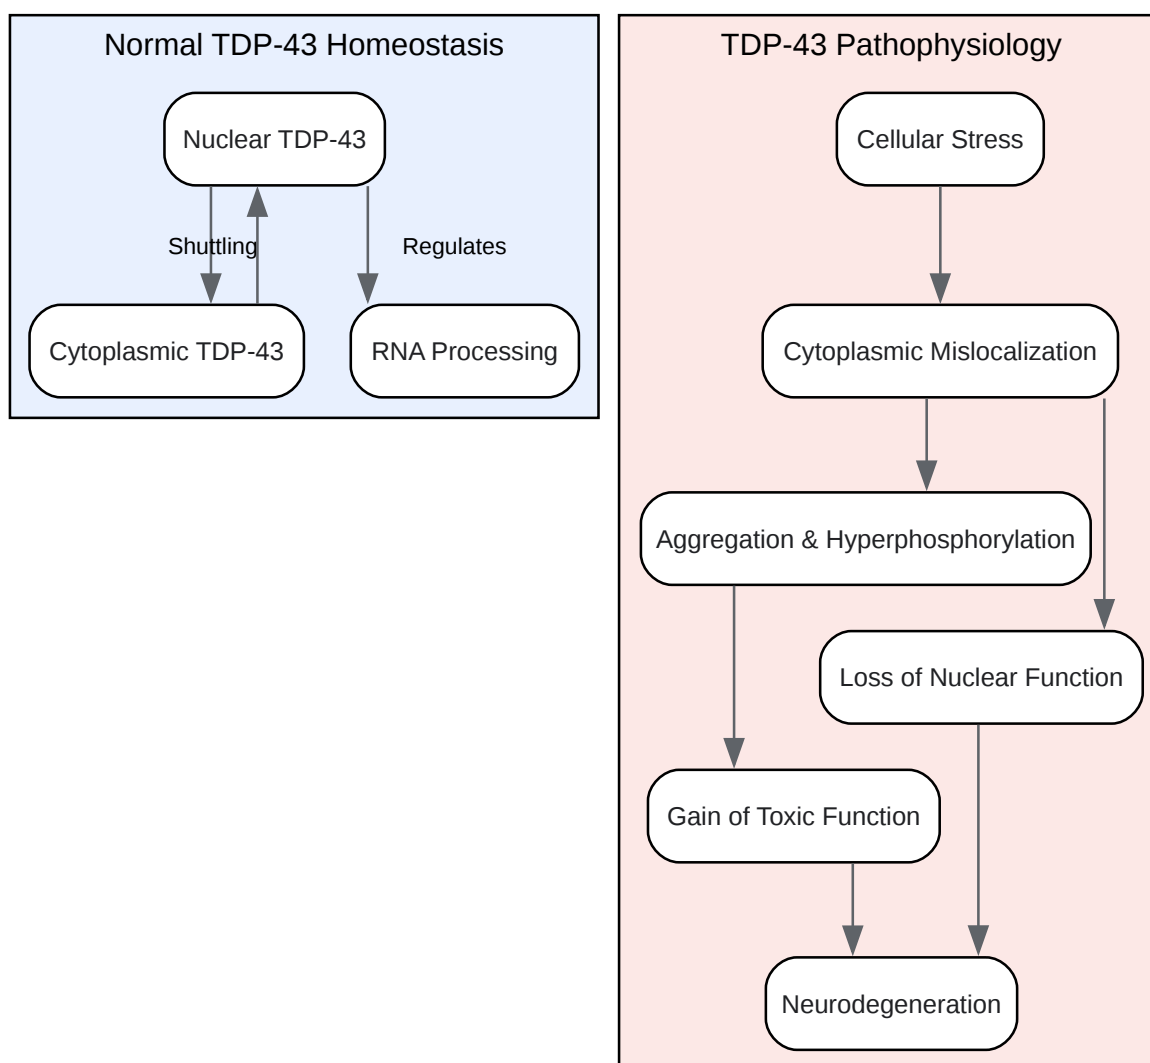 Normal TDP-43 Homeostasis
Nuclear TDP-43
Shuttling
Regulates
Cytoplasmic TDP-43
RNA Processing
TDP-43 Pathophysiology
Cellular Stress
Cytoplasmic Mislocalization
Aggregation & Hyperphosphorylation
Loss of Nuclear Function
Gain of Toxic Function
Neurodegeneration